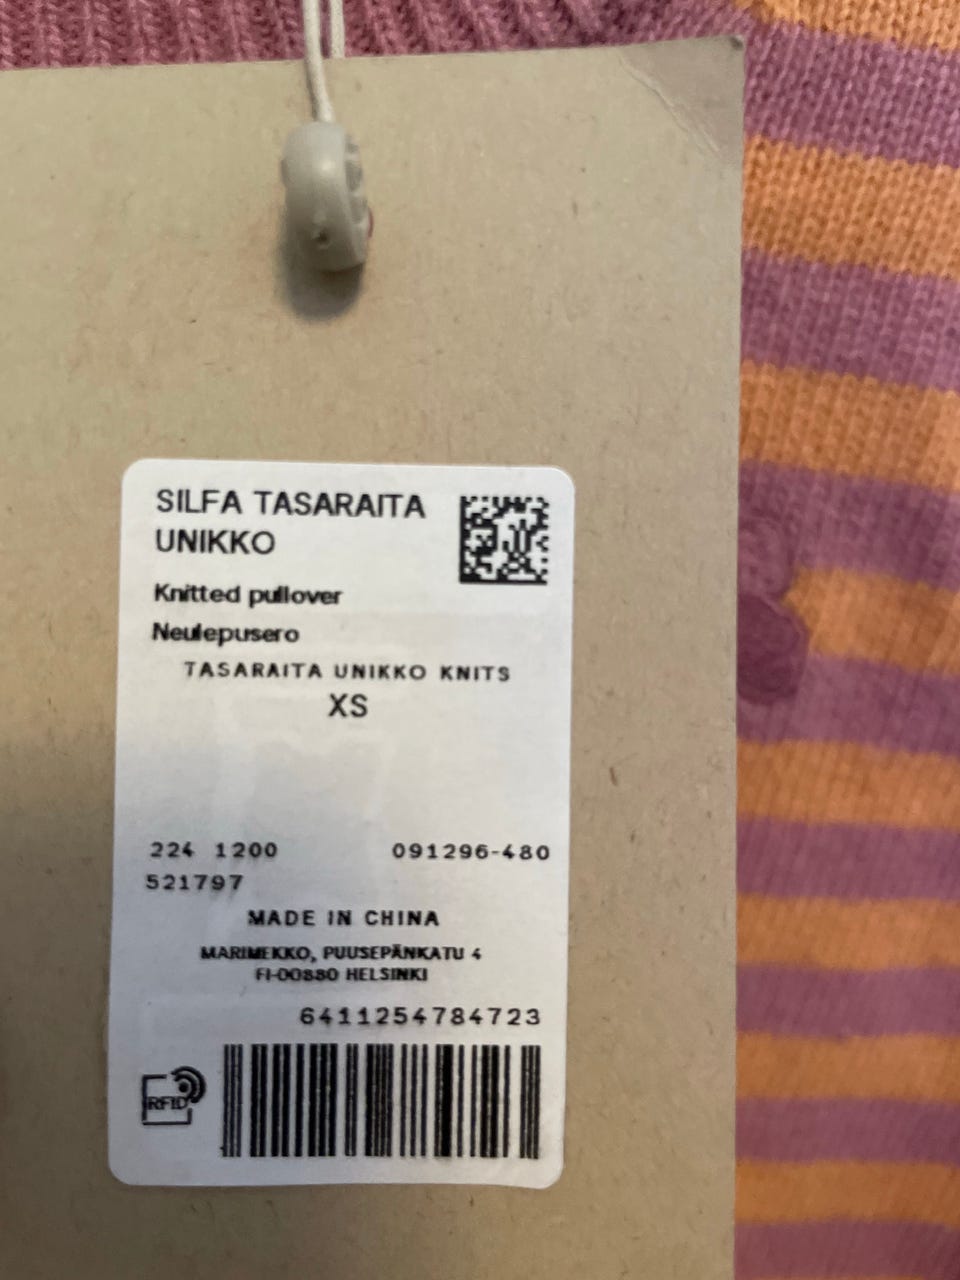 SILFA TASARAITA
UNIKKO
Knitted pullover
Neulepusero
TASARAITA UNIKKO KNITS
XS
224 1200 091296-480
521797
MADE IN CHINA
MARIMEKKO, PUUSEPÄNKATU 4
FI-00880 HELSINKI
6411254784723
RFID